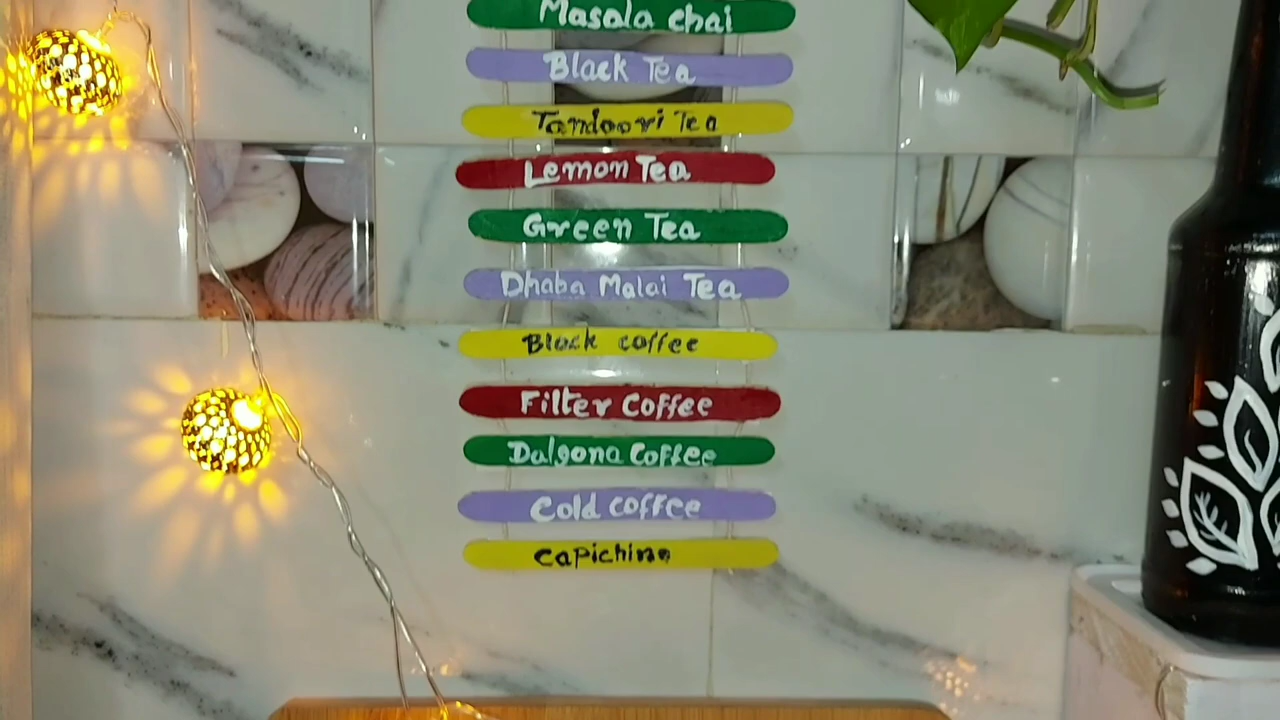 Masala chai
Black Tea
Tandoori Tea
Lemon Tea
Green Tea
Dhaba Malai Tea
Black coffee
Filter Coffee
Dalgona Coffee
Cold coffee
Capichino